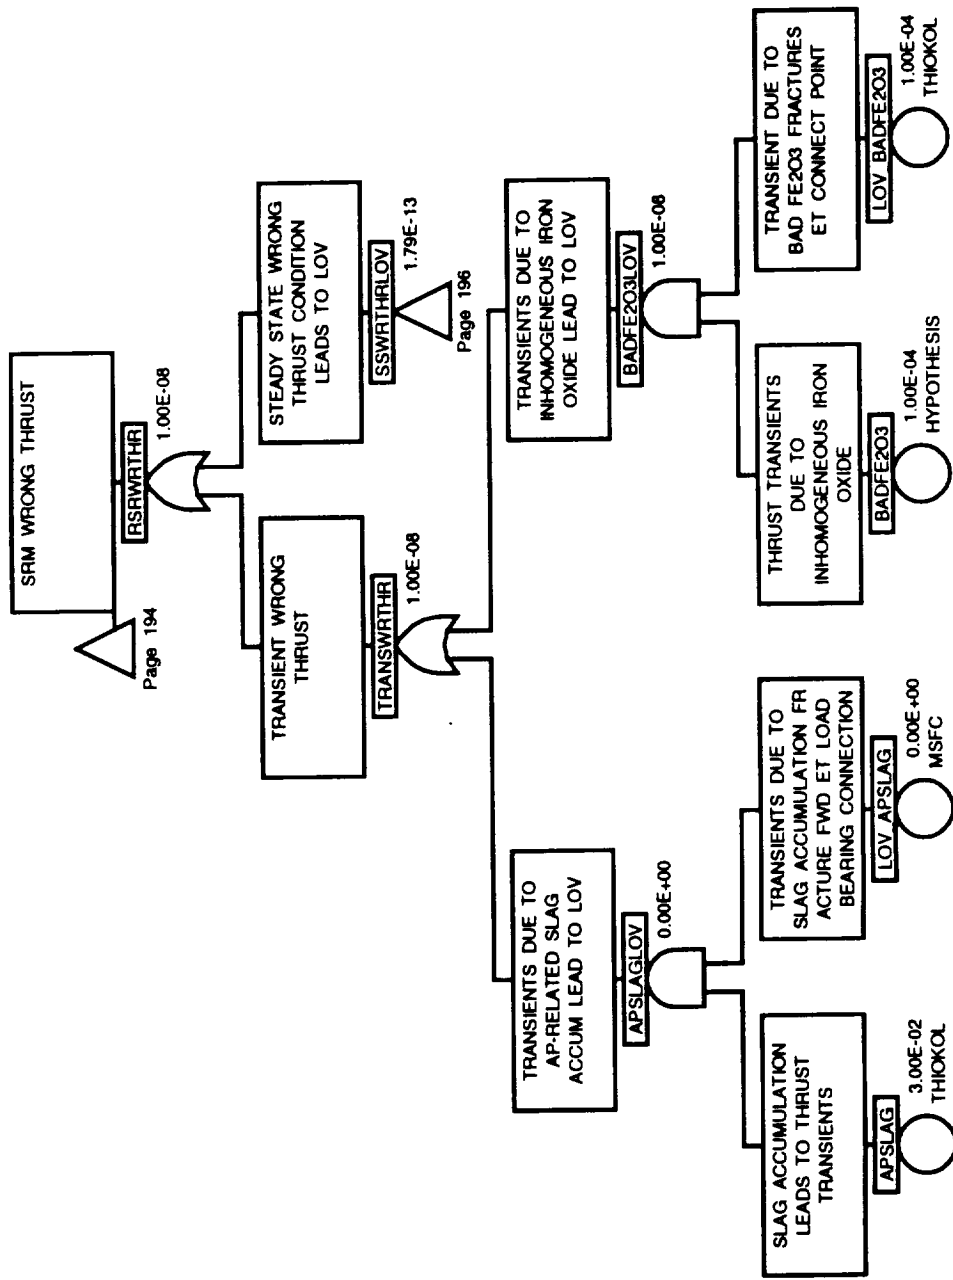 SRM WRONG THRUST
RSRWRTHR
1.00E-08
Page 194
TRANSIENT WRONG
THRUST
TRANSWRTHR
1.00E-08
STEADY STATE WRONG
THRUST CONDITION
LEADS TO LOV
SSWRTHRLOV
1.79E-13
Page 196
TRANSIENTS DUE TO
AP-RELATED SLAG
ACCUM LEAD TO LOV
APSLAGLOV
0.00E+00
TRANSIENTS DUE TO
INHOMOGENEOUS IRON
OXIDE LEAD TO LOV
BADFE2O3LOV
1.00E-08
SLAG ACCUMULATION
LEADS TO THRUST
TRANSIENTS
APSLAG
3.00E-02
THIOKOL
TRANSIENTS DUE TO
SLAG ACCUMULATION FR
ACTURE FWD ET LOAD
BEARING CONNECTION
LOV APSLAG
0.00E+00
MSFC
THRUST TRANSIENTS
DUE TO
INHOMOGENEOUS IRON
OXIDE
BADFE2O3
1.00E-04
HYPOTHESIS
TRANSIENT DUE TO
BAD FE2O3 FRACTURES
ET CONNECT POINT
LOV BADFE2O3
1.00E-04
THIOKOL